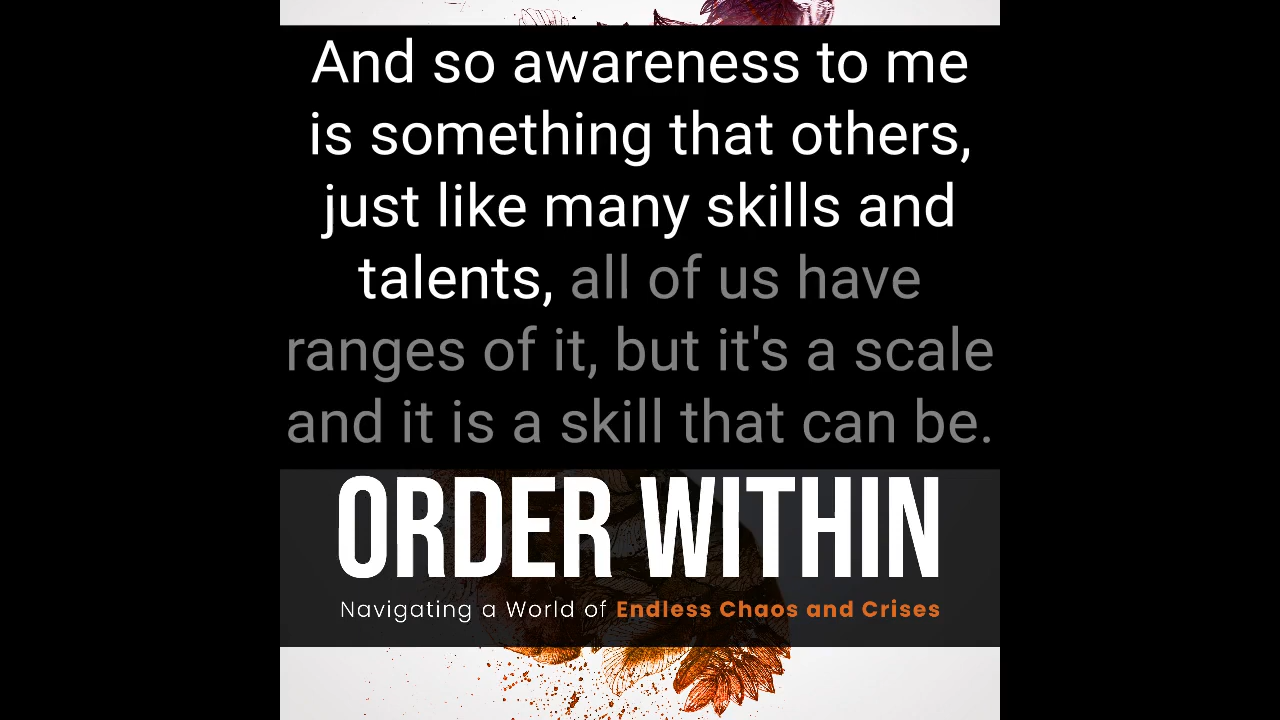 And so awareness to me
is something that others,
just like many skills and
talents, all of us have
ranges of it, but it's a scale
and it is a skill that can be.
ORDER WITHIN
Navigating a World of Endless Chaos and Crises